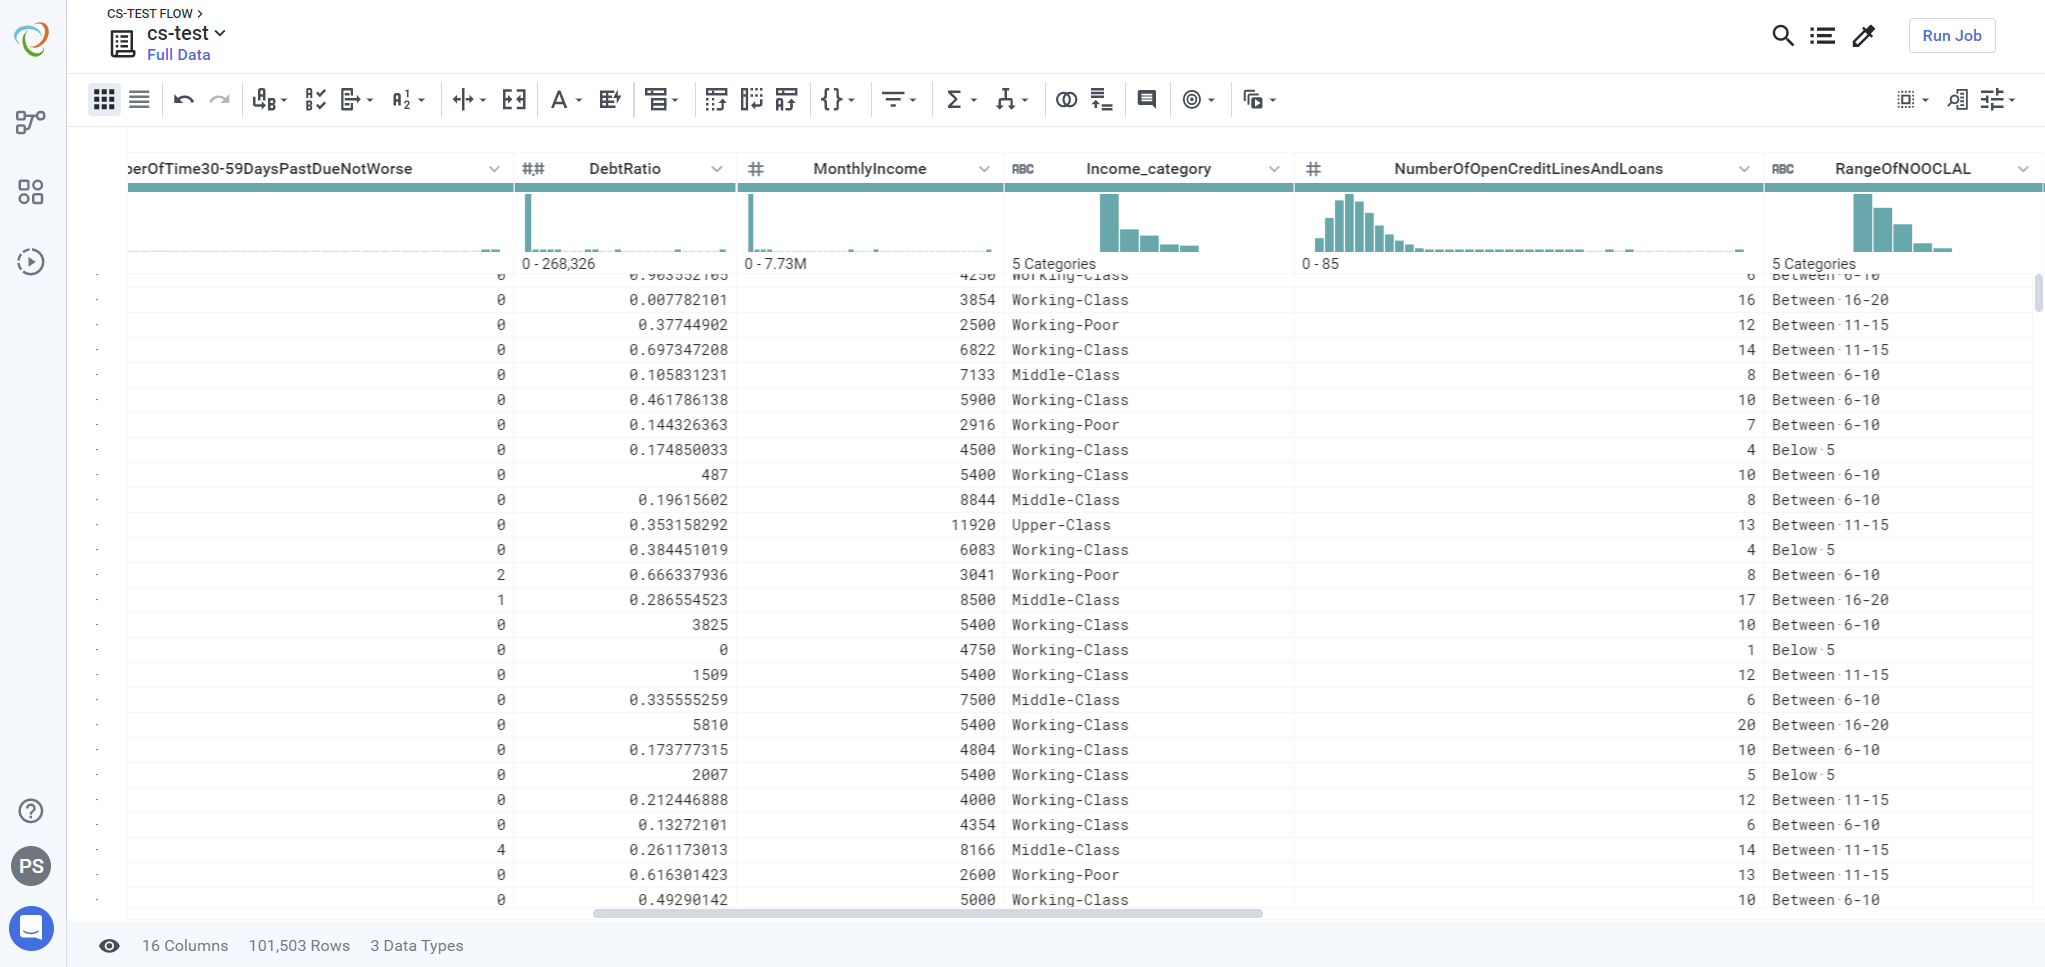 CS-TEST FLOW
cs-test
Full Data
Run Job
berOfTime30-59DaysPastDueNotWorse
##
DebtRatio
#
MonthlyIncome
ABC
Income_category
#
NumberOfOpenCreditLinesAndLoans
ABC
RangeOfNOOCLAL
0 - 268,326
0 - 7.73M
5 Categories
0 - 85
5 Categories
0 0.903552105 4250 Working-Class 6 Between 6-10
0 0.007782101 3854 Working-Class 16 Between 16-20
0 0.37744902 2500 Working-Poor 12 Between 11-15
0 0.697347208 6822 Working-Class 14 Between 11-15
0 0.105831231 7133 Middle-Class 8 Between 6-10
0 0.461786138 5900 Working-Class 10 Between 6-10
0 0.144326363 2916 Working-Poor 7 Between 6-10
0 0.174850033 4500 Working-Class 4 Below 5
0 487 5400 Working-Class 10 Between 6-10
0 0.19615602 8844 Middle-Class 8 Between 6-10
0 0.353158292 11920 Upper-Class 13 Between 11-15
0 0.384451019 6083 Working-Class 4 Below 5
2 0.666337936 3041 Working-Poor 8 Between 6-10
1 0.286554523 8500 Middle-Class 17 Between 16-20
0 3825 5400 Working-Class 10 Between 6-10
0 0 4750 Working-Class 1 Below 5
0 1509 5400 Working-Class 12 Between 11-15
0 0.335555259 7500 Middle-Class 6 Between 6-10
0 5810 5400 Working-Class 20 Between 16-20
0 0.173777315 4804 Working-Class 10 Between 6-10
0 2007 5400 Working-Class 5 Below 5
0 0.212446888 4000 Working-Class 12 Between 11-15
0 0.13272101 4354 Working-Class 6 Between 6-10
4 0.261173013 8166 Middle-Class 14 Between 11-15
0 0.616301423 2600 Working-Poor 13 Between 11-15
0 0.49290142 5000 Working-Class 10 Between 6-10
PS
16 Columns 101,503 Rows 3 Data Types